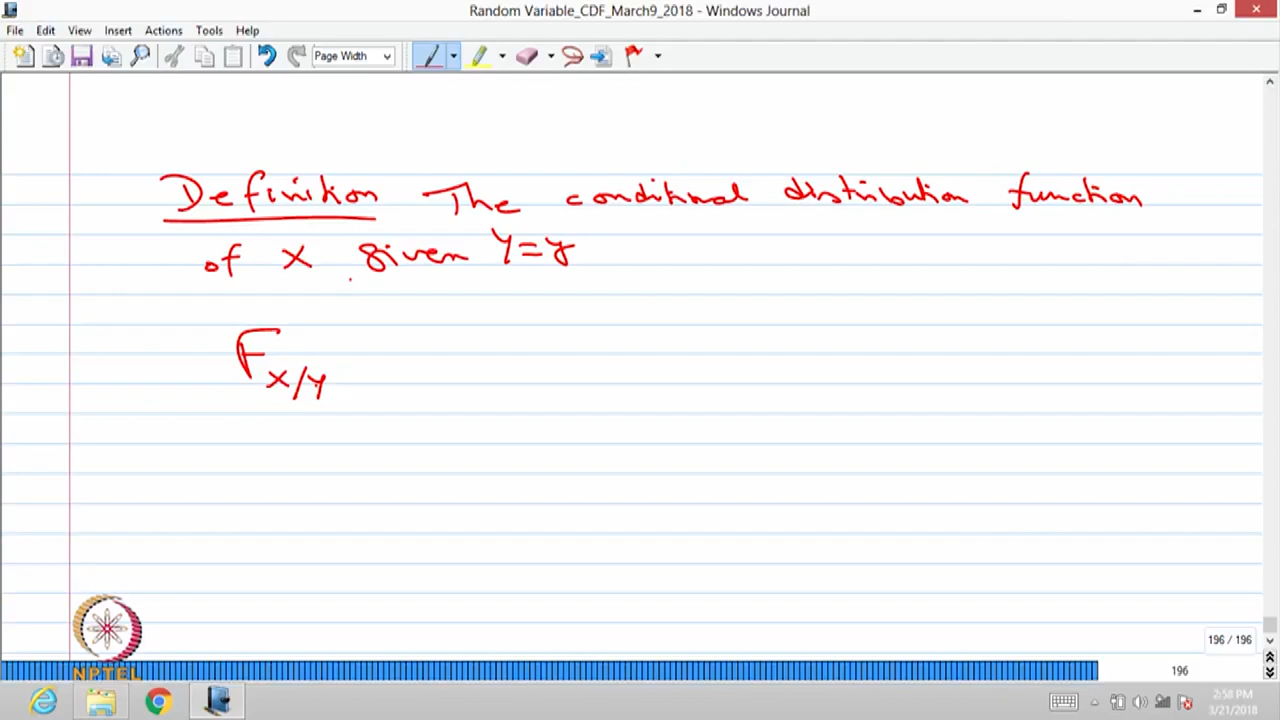 Random Variable_CDF_March9_2018 - Windows Journal
File Edit View Insert Actions Tools Help
Page Width
Definition The conditional distribution function
of X given Y=y
F X/Y
196 / 196
NPTEL
196
2:58 PM
3/21/2018